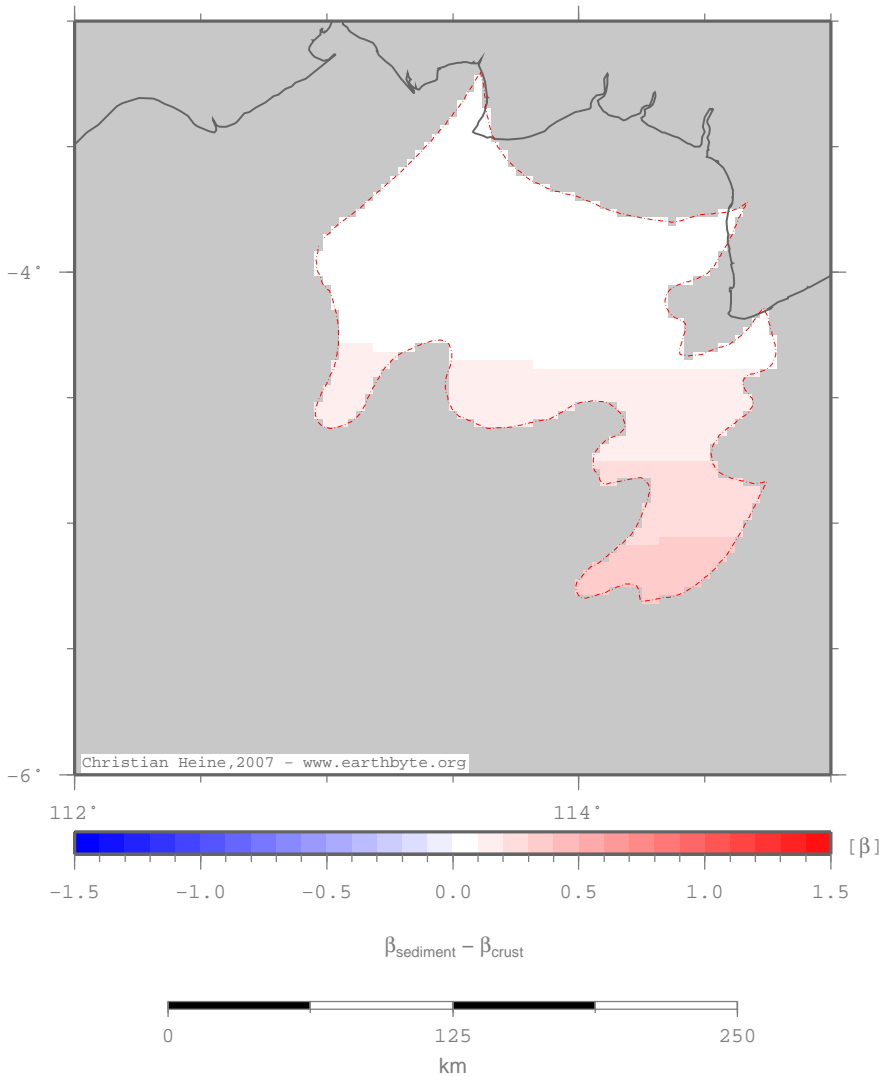 −4°
−6°
Christian Heine,2007 − www.earthbyte.org
112° 114°
[β]
−1.5 −1.0 −0.5 0.0 0.5 1.0 1.5
βsediment − βcrust
0 125 250
km